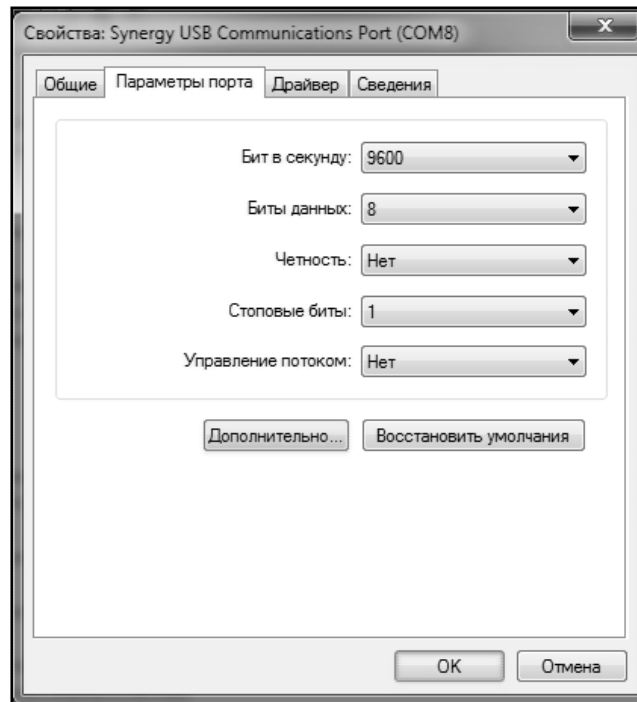 Свойства: Synergy USB Communications Port (COM8)
x
Общие Параметры порта Драйвер Сведения
Бит в секунду: 9600
Биты данных: 8
Четность: Нет
Стоповые биты: 1
Управление потоком: Нет
Дополнительно... Восстановить умолчания
OK Отмена